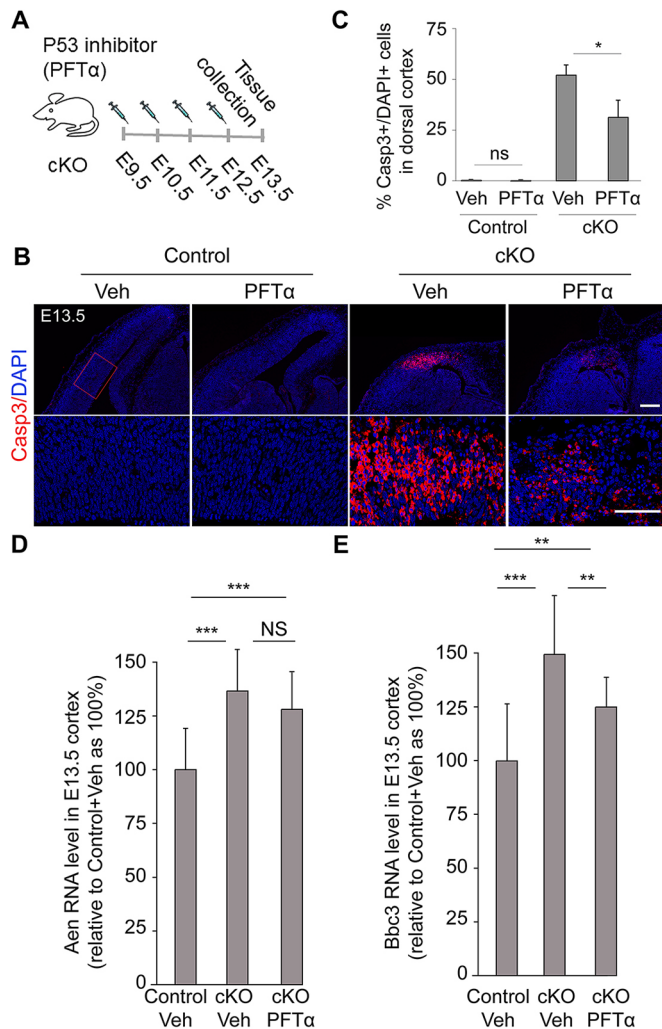 A
P53 inhibitor
(PFTα)
cKO
Tissue
collection
E9.5
E10.5
E11.5
E12.5
E13.5
C
% Casp3+/DAPI+ cells
in dorsal cortex
75
50
25
0
ns
*
Veh PFTα Veh PFTα
Control cKO
B
Control cKO
Veh PFTα Veh PFTα
E13.5
Casp3/DAPI
D
Aen RNA level in E13.5 cortex
(relative to Control+Veh as 100%)
150
125
100
75
50
25
0
***
***
NS
Control cKO cKO
Veh Veh PFTα
E
Bbc3 RNA level in E13.5 cortex
(relative to Control+Veh as 100%)
150
125
100
75
50
25
0
**
***
**
Control cKO cKO
Veh Veh PFTα